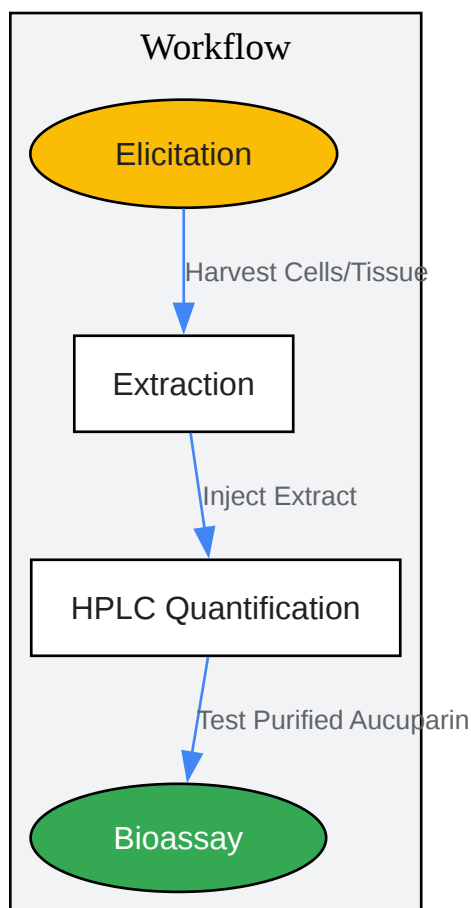 Workflow
Elicitation
Harvest Cells/Tissue
Extraction
Inject Extract
HPLC Quantification
Test Purified Aucuparin
Bioassay